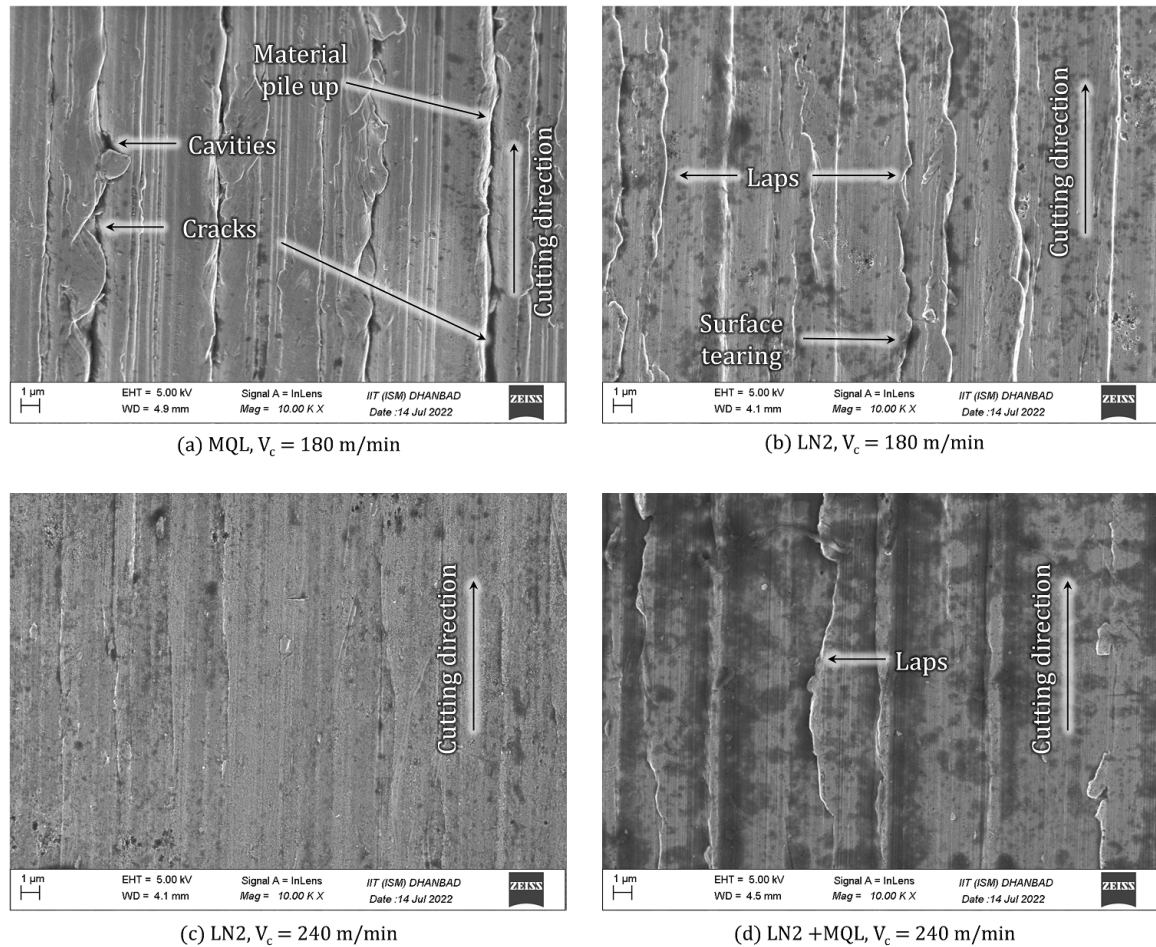 Material
pile up
Cavities
Cracks
Cutting direction
1 µm
EHT = 5.00 kV
WD = 4.9 mm
Signal A = InLens
Mag = 10.00 K X
IIT (ISM) DHANBAD
Date :14 Jul 2022
ZEISS
(a) MQL, Vc = 180 m/min
Laps
Surface
tearing
Cutting direction
1 µm
EHT = 5.00 kV
WD = 4.1 mm
Signal A = InLens
Mag = 10.00 K X
IIT (ISM) DHANBAD
Date :14 Jul 2022
ZEISS
(b) LN2, Vc = 180 m/min
Cutting direction
1 µm
EHT = 5.00 kV
WD = 4.1 mm
Signal A = InLens
Mag = 10.00 K X
IIT (ISM) DHANBAD
Date :14 Jul 2022
ZEISS
(c) LN2, Vc = 240 m/min
Laps
Cutting direction
1 µm
EHT = 5.00 kV
WD = 4.5 mm
Signal A = InLens
Mag = 10.00 K X
IIT (ISM) DHANBAD
Date :14 Jul 2022
ZEISS
(d) LN2 +MQL, Vc = 240 m/min